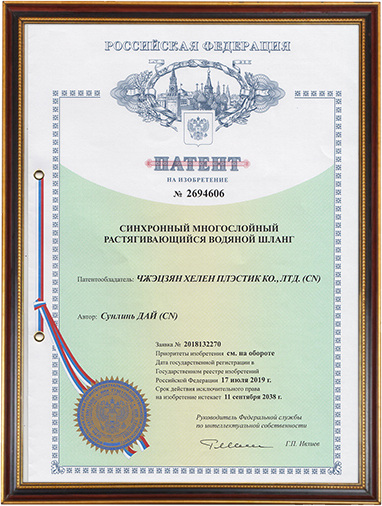 РОССИЙСКАЯ ФЕДЕРАЦИЯ
ПАТЕНТ
НА ИЗОБРЕТЕНИЕ
№ 2694606
СИНХРОННЫЙ МНОГОСЛОЙНЫЙ
РАСТЯГИВАЮЩИЙСЯ ВОДЯНОЙ ШЛАНГ
Патентообладатель: ЧЖЭЦЗЯН ХЕЛЕН ПЛЭСТИК КО., ЛТД. (CN)
Автор: Сунлинь ДАЙ (CN)
Заявка № 2018132270
Приоритеты изобретения см. на обороте
Дата государственной регистрации в
Государственном реестре изобретений
Российской Федерации 17 июля 2019 г.
Срок действия исключительного права
на изобретение истекает 11 сентября 2038 г.
Руководитель Федеральной службы
по интеллектуальной собственности
Г.П. Ивлиев